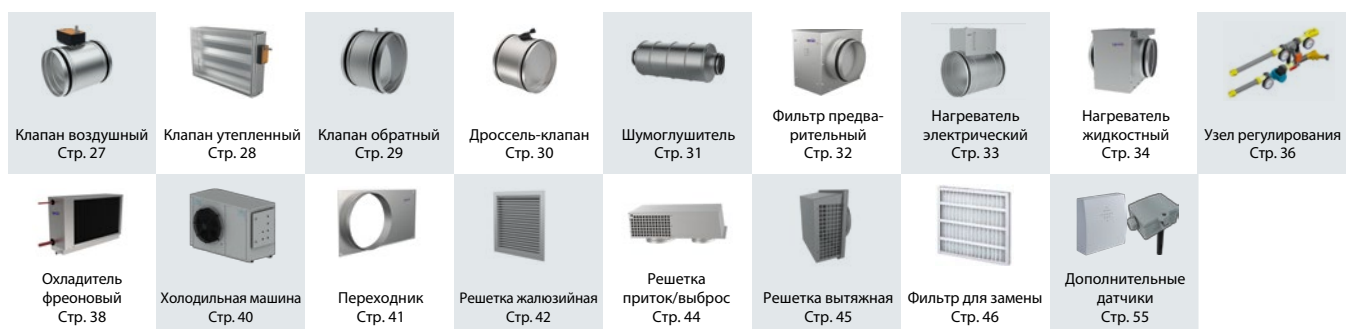 Клапан воздушный
Стр. 27
Клапан утепленный
Стр. 28
Клапан обратный
Стр. 29
Дроссель-клапан
Стр. 30
Шумоглушитель
Стр. 31
Фильтр предва-
рительный
Стр. 32
Нагреватель
электрический
Стр. 33
Нагреватель
жидкостный
Стр. 34
Узел регулирования
Стр. 36
Охладитель
фреоновый
Стр. 38
Холодильная машина
Стр. 40
Переходник
Стр. 41
Решетка жалюзийная
Стр. 42
Решетка
приток/выброс
Стр. 44
Решетка вытяжная
Стр. 45
Фильтр для замены
Стр. 46
Дополнительные
датчики
Стр. 55